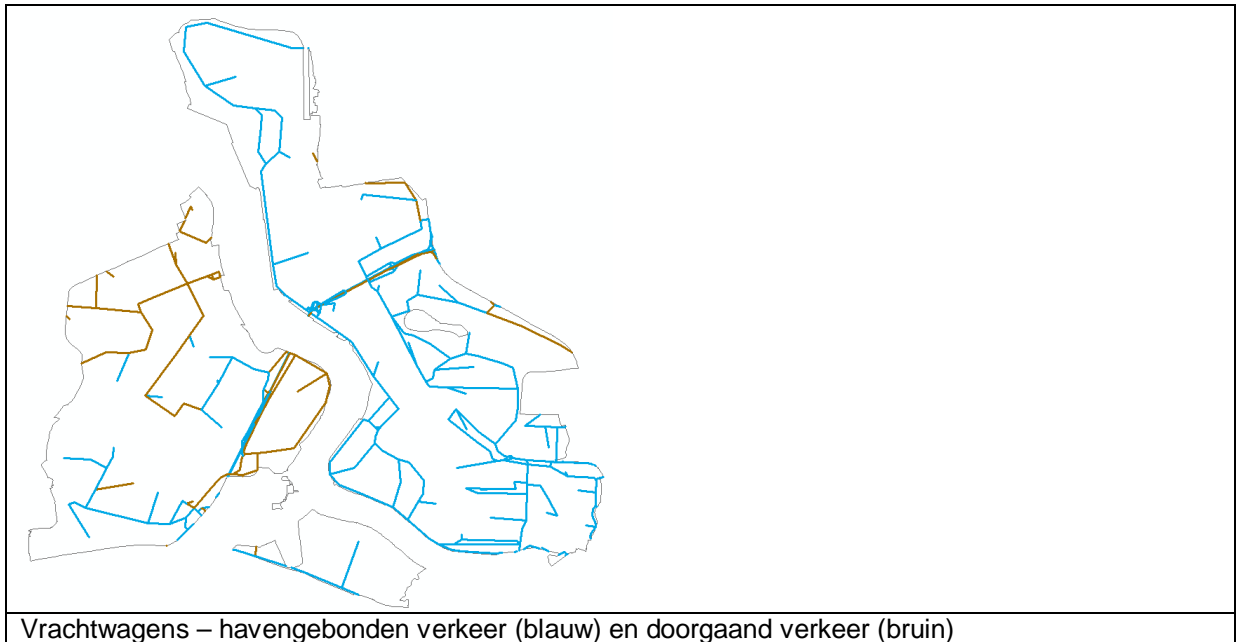 Vrachtwagens – havengebonden verkeer (blauw) en doorgaand verkeer (bruin)